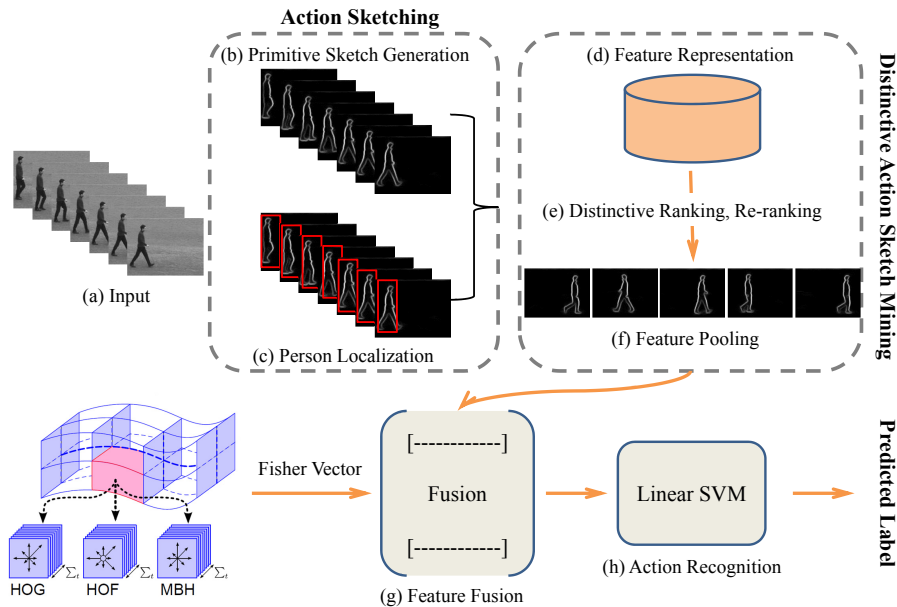 Action Sketching
(b) Primitive Sketch Generation
(d) Feature Representation
(e) Distinctive Ranking, Re-ranking
(a) Input
(c) Person Localization
(f) Feature Pooling
Distinctive Action Sketch Mining
Fisher Vector
[------------]
Fusion
[------------]
Linear SVM
Predicted Label
Σt
Σt
Σt
HOG
HOF
MBH
(g) Feature Fusion
(h) Action Recognition